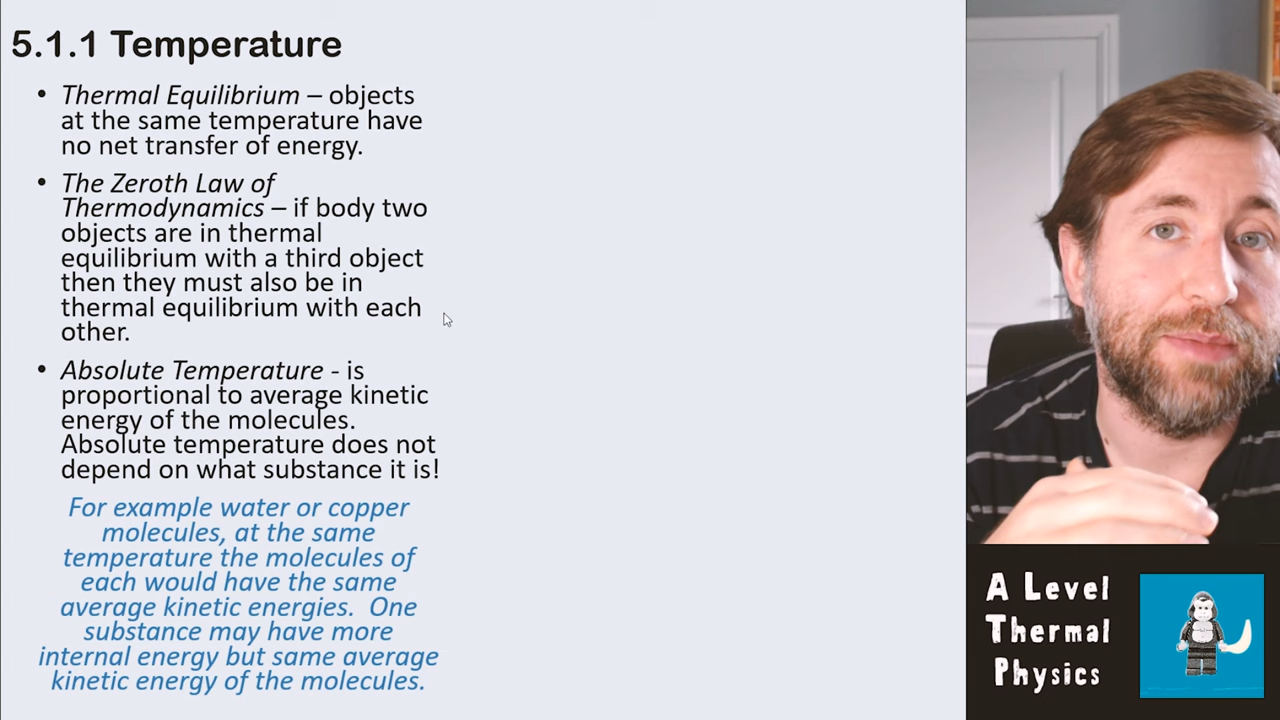 5.1.1 Temperature
• Thermal Equilibrium – objects
at the same temperature have
no net transfer of energy.
• The Zeroth Law of
Thermodynamics – if body two
objects are in thermal
equilibrium with a third object
then they must also be in
thermal equilibrium with each
other.
• Absolute Temperature - is
proportional to average kinetic
energy of the molecules.
Absolute temperature does not
depend on what substance it is!
For example water or copper
molecules, at the same
temperature the molecules of
each would have the same
average kinetic energies. One
substance may have more
internal energy but same average
kinetic energy of the molecules.
A Level
Thermal
Physics